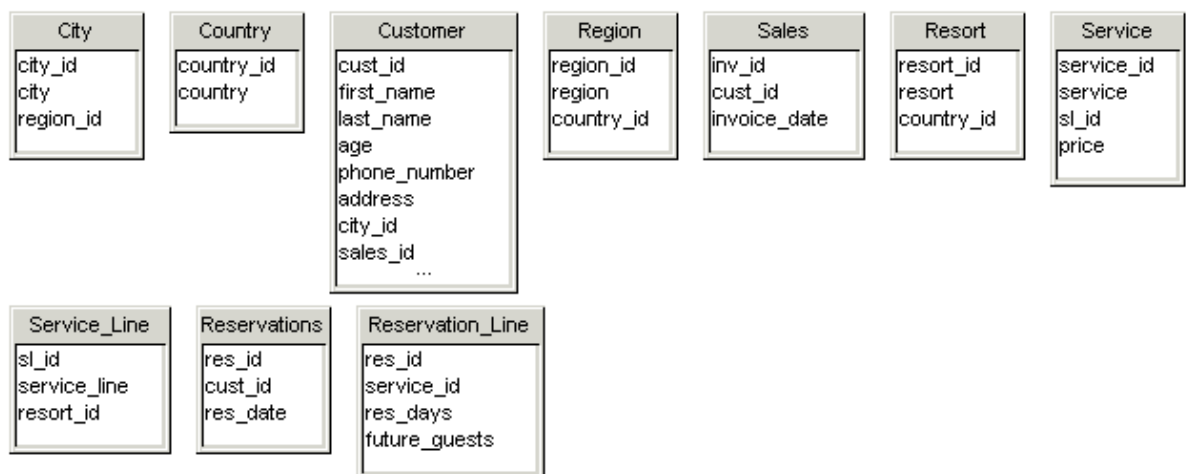 City
city_id
city
region_id
Country
country_id
country
Customer
cust_id
first_name
last_name
age
phone_number
address
city_id
sales_id
...
Region
region_id
region
country_id
Sales
inv_id
cust_id
invoice_date
Resort
resort_id
resort
country_id
Service
service_id
service
sl_id
price
Service_Line
sl_id
service_line
resort_id
Reservations
res_id
cust_id
res_date
Reservation_Line
res_id
service_id
res_days
future_guests